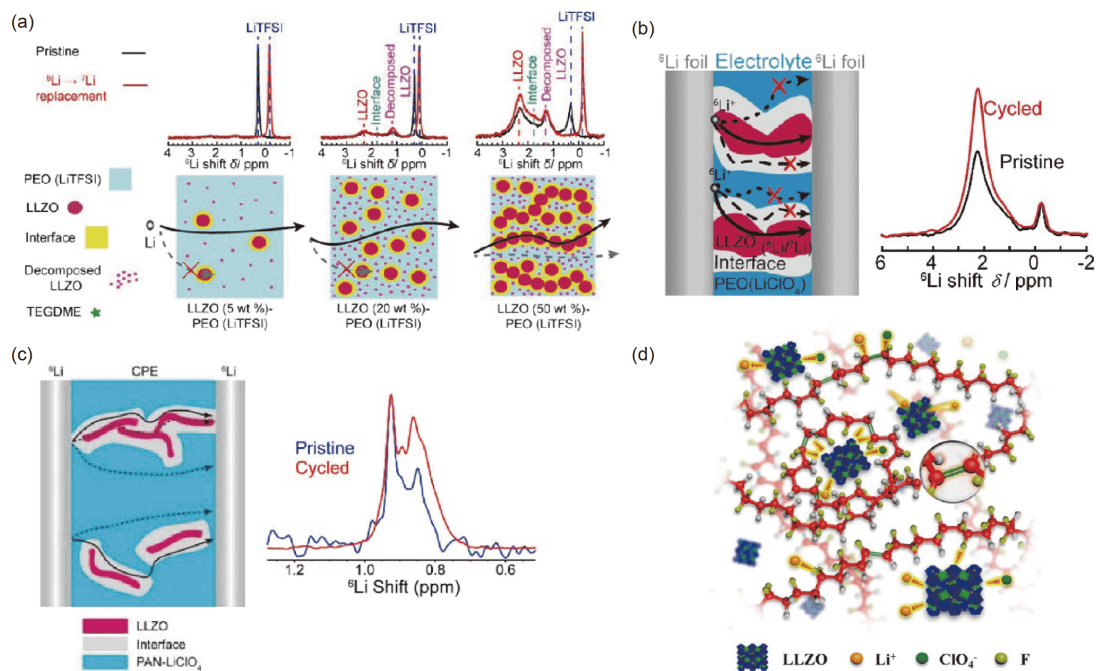 (a)
LiTFSI
LiTFSI
LiTFSI
Pristine
⁶Li → ⁷Li
replacement
LLZO
Interface
Decomposed
LLZO
LLZO
Interface
Decomposed
LLZO
4 3 2 1 0 -1
4 3 2 1 0 -1
4 3 2 1 0 -1
⁶Li shift δ/ ppm
⁶Li shift δ/ ppm
⁶Li shift δ/ ppm
PEO (LiTFSI)
LLZO
Interface
Decomposed
LLZO
TEGDME
Li
LLZO (5 wt %)-
PEO (LiTFSI)
LLZO (20 wt %)-
PEO (LiTFSI)
LLZO (50 wt %)-
PEO (LiTFSI)
(b)
⁶Li foil
Electrolyte
⁶Li foil
⁶Li⁺
⁶Li⁺
LLZO (⁶Li/⁷Li)
Interface
PEO(LiClO₄)
Cycled
Pristine
6 4 2 0 -2
⁶Li shift δ/ ppm
(c)
⁶Li
CPE
⁶Li
LLZO
Interface
PAN-LiClO₄
Pristine
Cycled
1.2 1.0 0.8 0.6
⁶Li Shift (ppm)
(d)
LLZO
Li⁺
ClO₄⁻
F